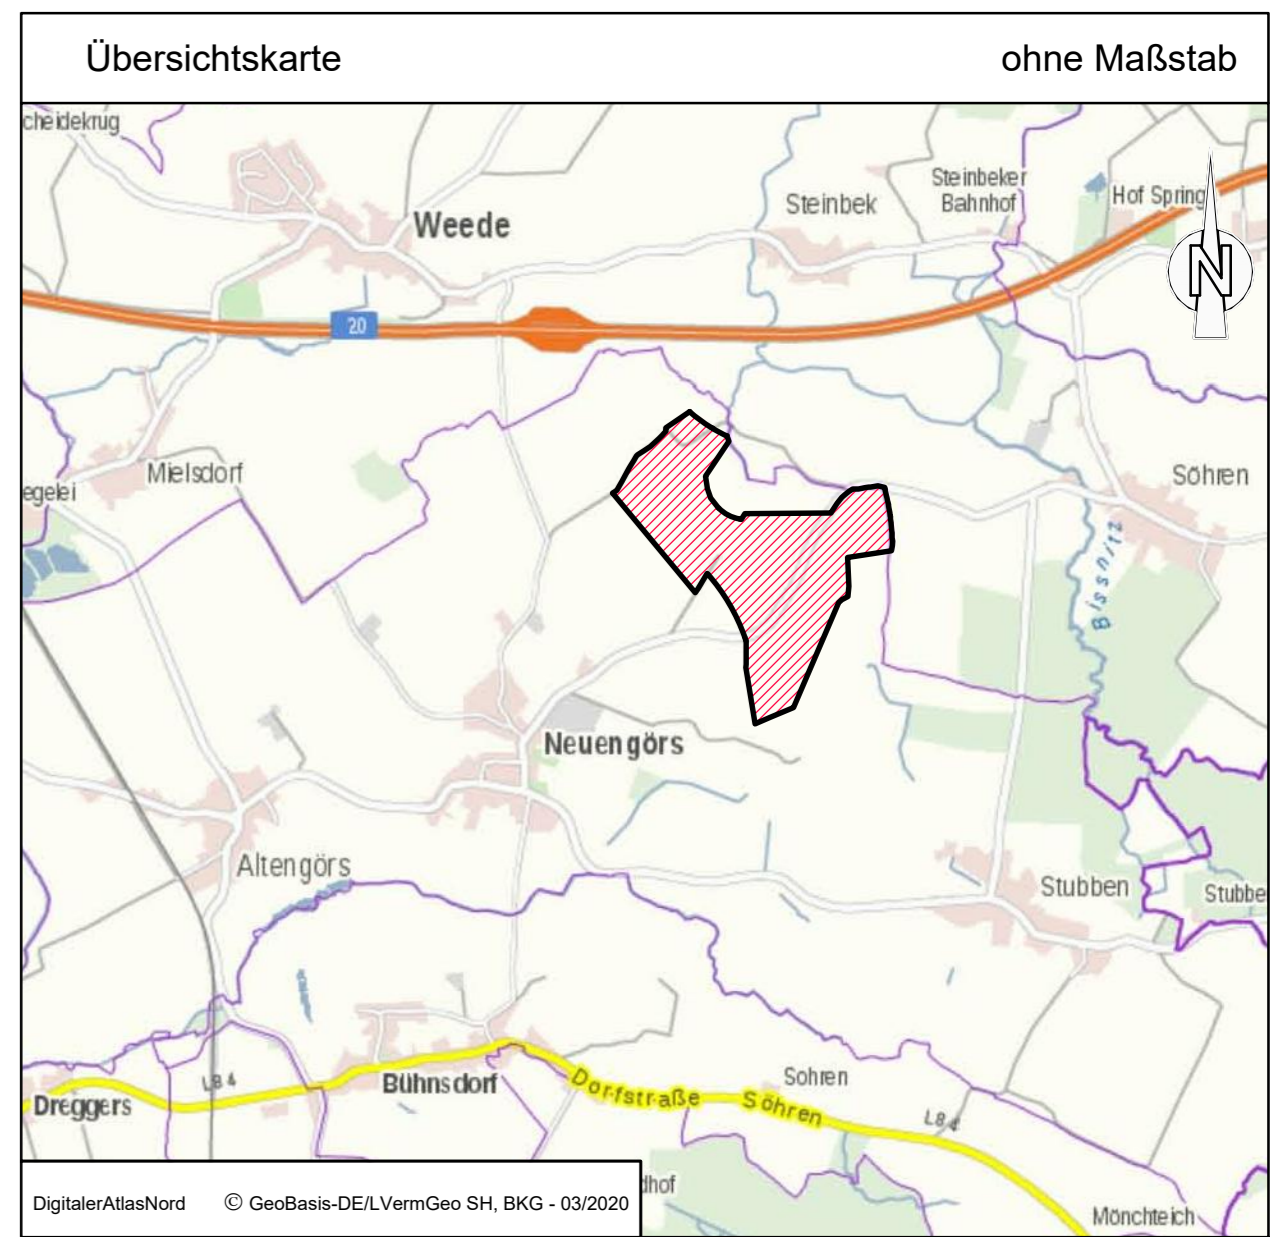 Übersichtskarte
ohne Maßstab
cheidekrug
Steinbeker
Bahnhof
Hof Spring
Steinbek
Weede
N
20
Mielsdorf
Söhren
egelei
Bissnitz
Neuengörs
Altengörs
Stubben
Stubbe
Bühnsdorf
L84
Dreggers
Sohren
Dorfstraße
Söhren
L84
dhof
Mönchteich
DigitalerAtlasNord
© GeoBasis-DE/LVermGeo SH, BKG - 03/2020